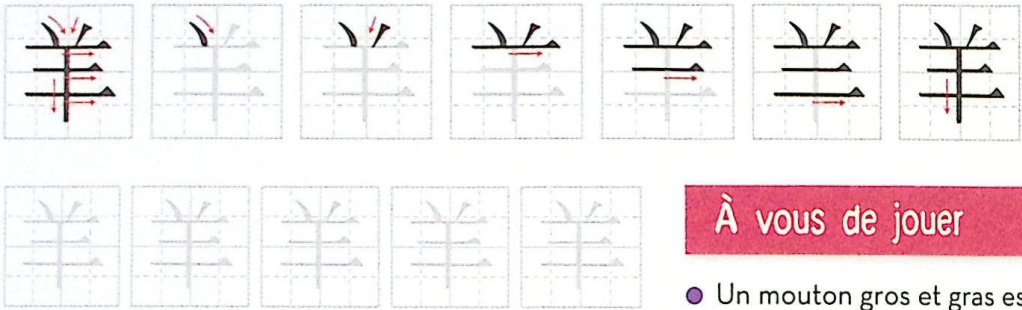 羊
À vous de jouer
Un mouton gros et gras es